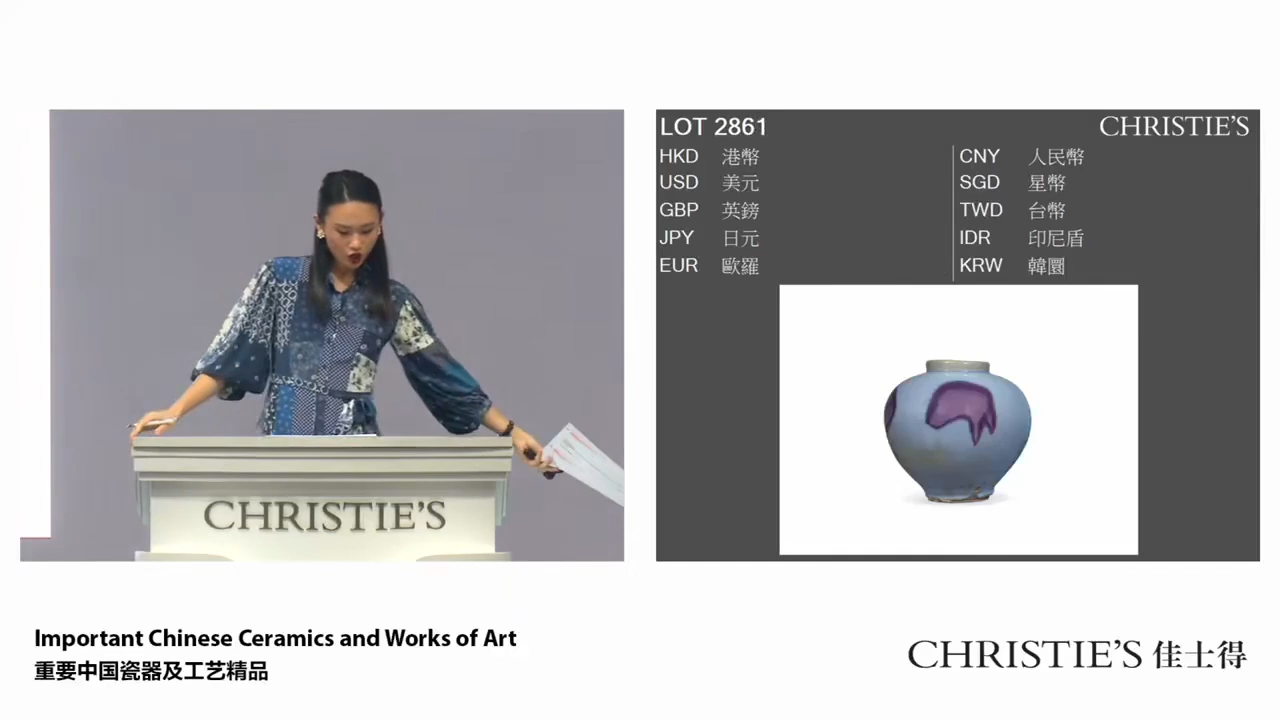 LOT 2861
CHRISTIE'S
HKD 港幣
CNY 人民幣
USD 美元
SGD 星幣
GBP 英鎊
TWD 台幣
JPY 日元
IDR 印尼盾
EUR 歐羅
KRW 韓圜
CHRISTIE'S
Important Chinese Ceramics and Works of Art
重要中国瓷器及工艺精品
CHRISTIE'S 佳士得